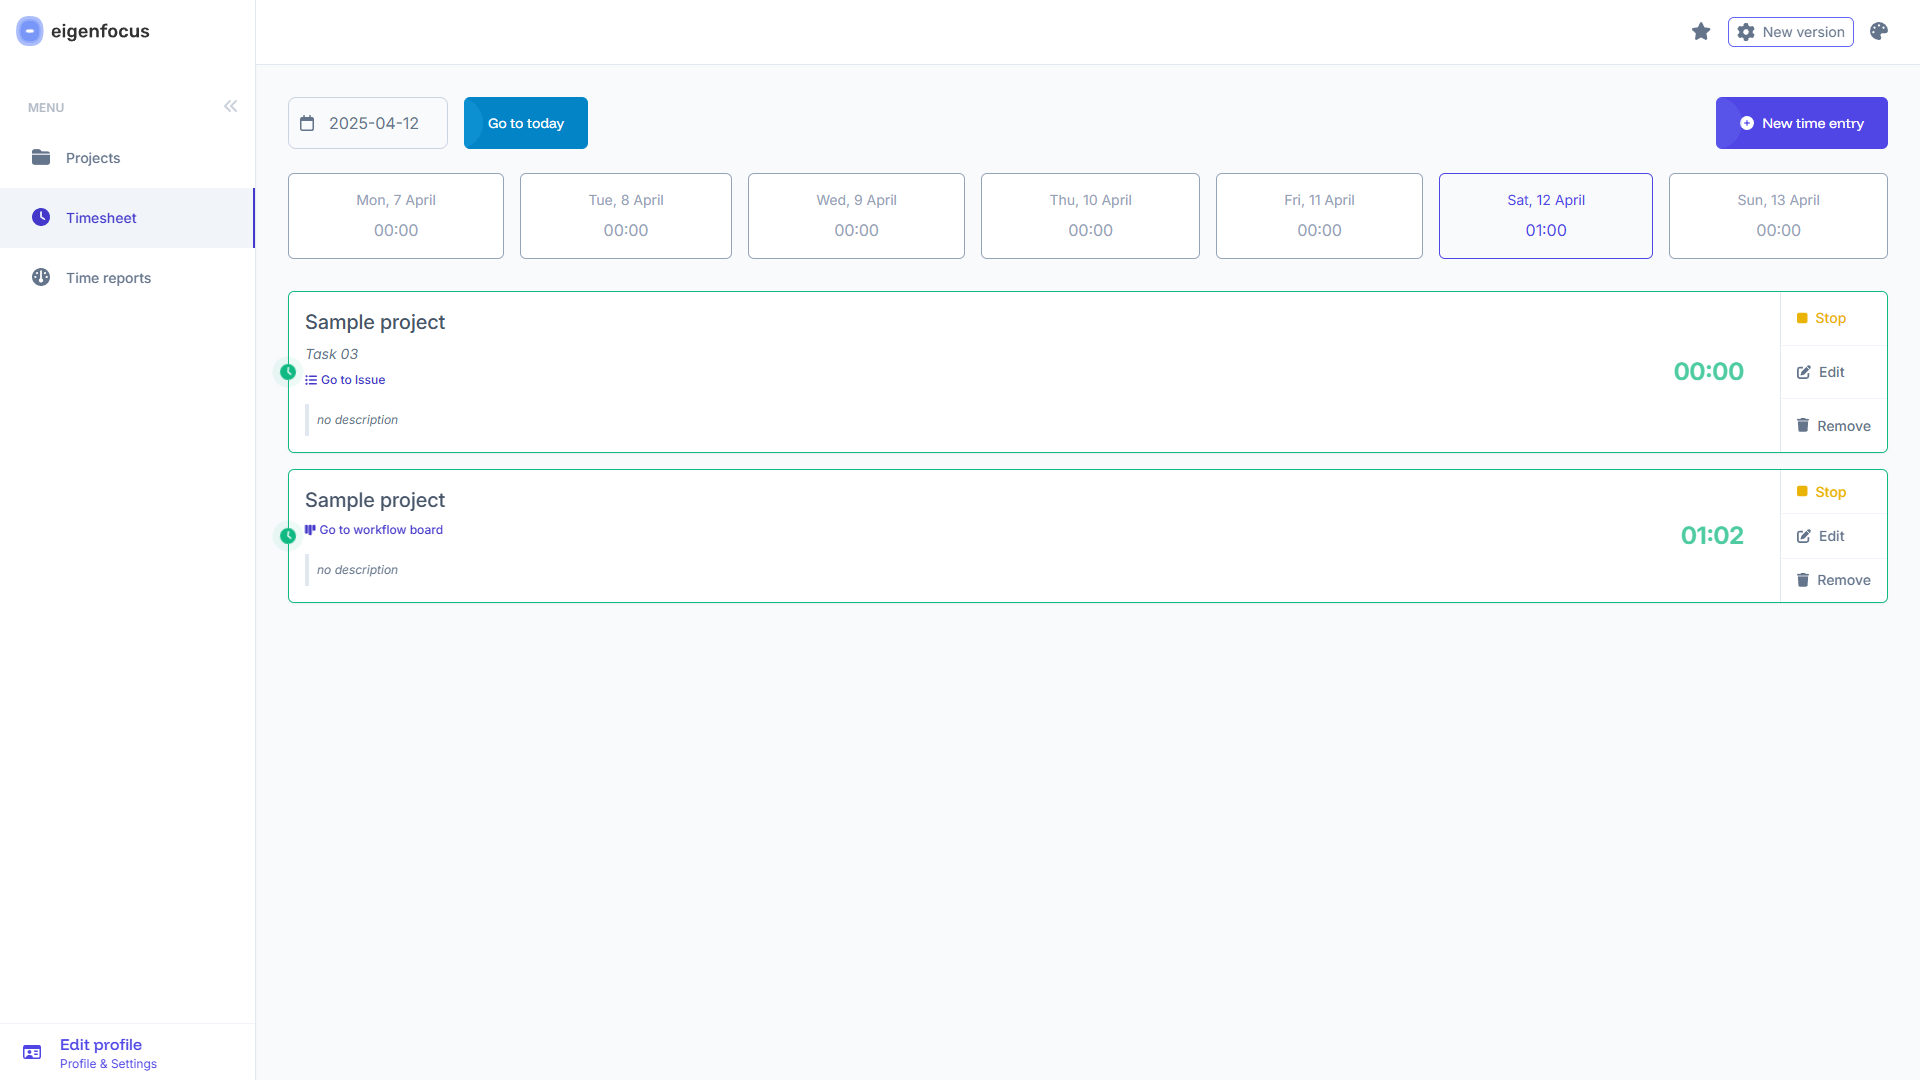 eigenfocus
New version
MENU
Projects
Timesheet
Time reports
2025-04-12
Go to today
New time entry
Mon, 7 April
00:00
Tue, 8 April
00:00
Wed, 9 April
00:00
Thu, 10 April
00:00
Fri, 11 April
00:00
Sat, 12 April
01:00
Sun, 13 April
00:00
Sample project
Task 03
Go to Issue
no description
00:00
Stop
Edit
Remove
Sample project
Go to workflow board
no description
01:02
Stop
Edit
Remove
Edit profile
Profile & Settings